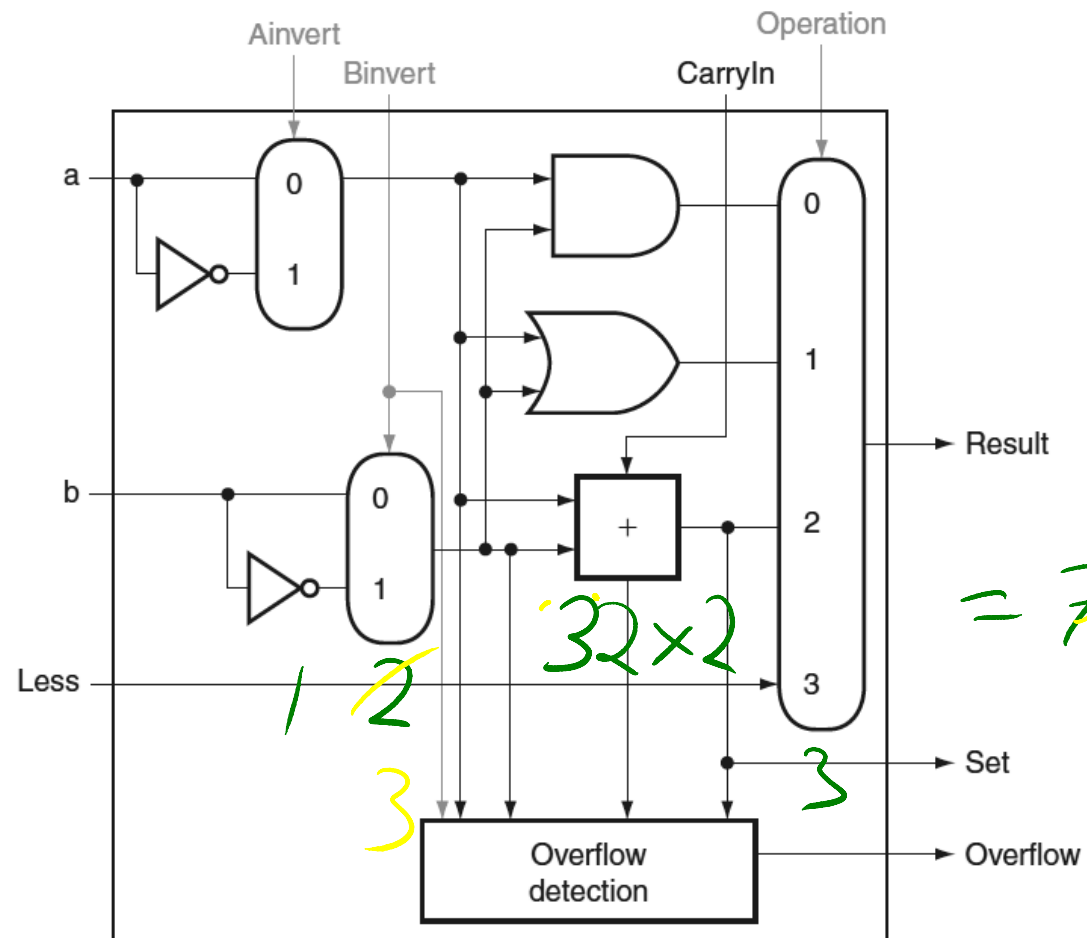 Ainvert
Operation
Binvert
CarryIn
a
0
0
1
1
Result
b
0
+
2
1
32×2
=
Less
1 2
3
Set
3
3
Overflow
detection
Overflow